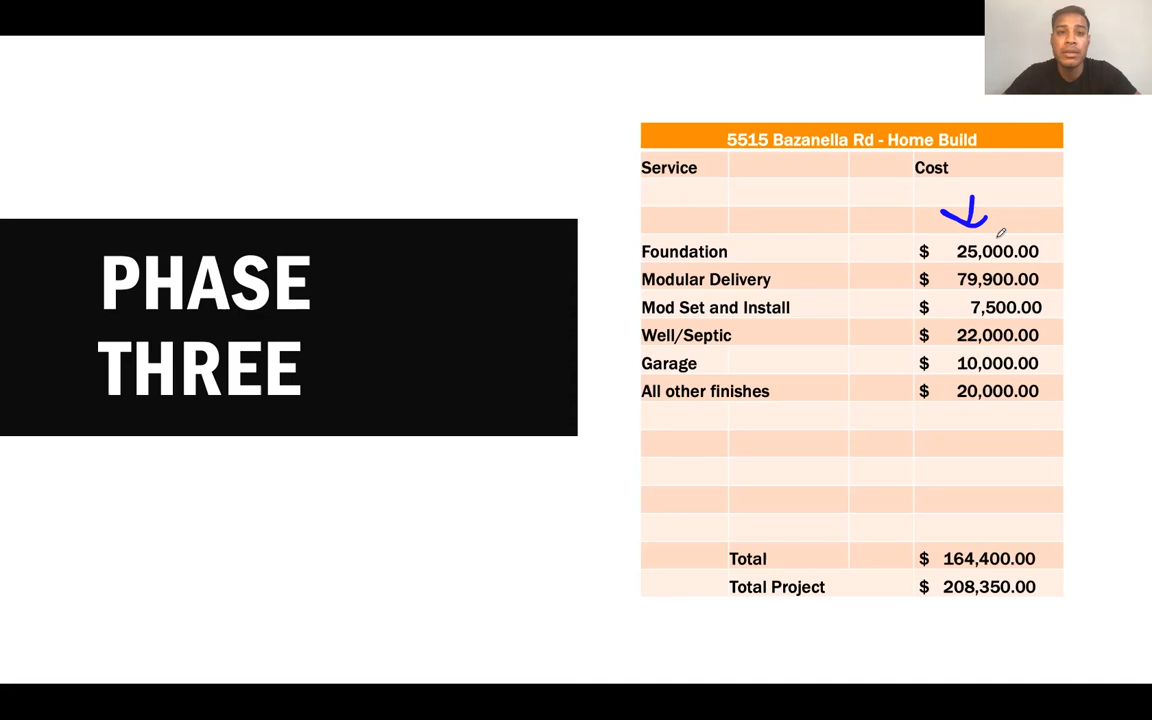 PHASE
THREE
5515 Bazanella Rd - Home Build
Service Cost
Foundation $ 25,000.00
Modular Delivery $ 79,900.00
Mod Set and Install $ 7,500.00
Well/Septic $ 22,000.00
Garage $ 10,000.00
All other finishes $ 20,000.00
Total $ 164,400.00
Total Project $ 208,350.00